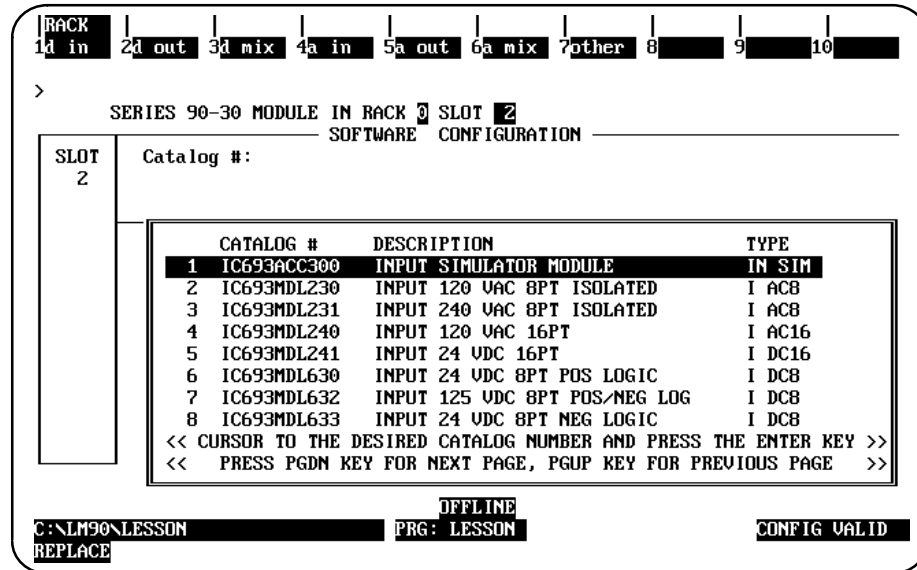 RACK
1d in 2d out 3d mix 4a in 5a out 6a mix 7other 8 9 10
>
SERIES 90-30 MODULE IN RACK 0 SLOT 2
SOFTWARE CONFIGURATION
SLOT Catalog #:
2
CATALOG # DESCRIPTION TYPE
1 IC693ACC300 INPUT SIMULATOR MODULE IN SIM
2 IC693MDL230 INPUT 120 VAC 8PT ISOLATED I AC8
3 IC693MDL231 INPUT 240 VAC 8PT ISOLATED I AC8
4 IC693MDL240 INPUT 120 VAC 16PT I AC16
5 IC693MDL241 INPUT 24 VDC 16PT I DC16
6 IC693MDL630 INPUT 24 VDC 8PT POS LOGIC I DC8
7 IC693MDL632 INPUT 125 VDC 8PT POS/NEG LOG I DC8
8 IC693MDL633 INPUT 24 VDC 8PT NEG LOGIC I DC8
<< CURSOR TO THE DESIRED CATALOG NUMBER AND PRESS THE ENTER KEY >>
<< PRESS PGDN KEY FOR NEXT PAGE, PGUP KEY FOR PREVIOUS PAGE >>
OFFLINE
C:\LM90\LESSON PRG: LESSON CONFIG VALID
REPLACE